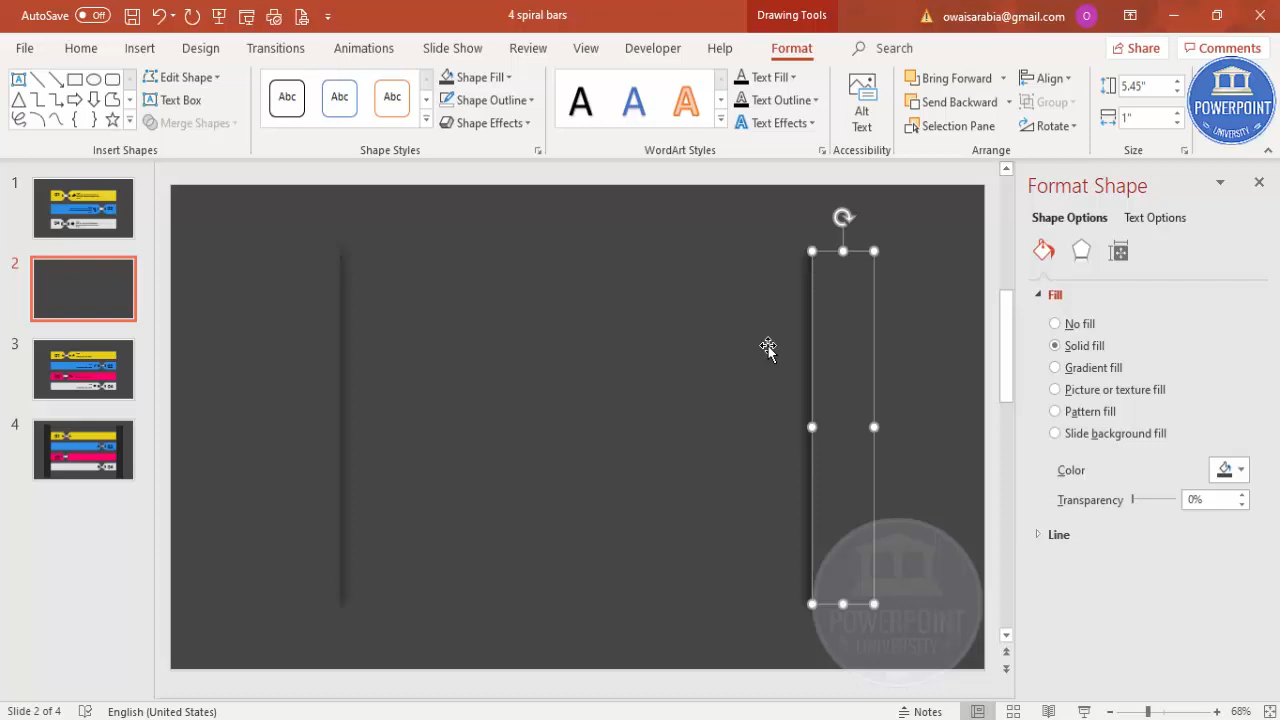 AutoSave Off 4 spiral bars Drawing Tools owaisarabia@gmail.com O
File Home Insert Design Transitions Animations Slide Show Review View Developer Help Format Search Share Comments
Edit Shape
Text Box
Merge Shapes
Insert Shapes
Abc Abc Abc
Shape Fill
Shape Outline
Shape Effects
Shape Styles
A A A
Text Fill
Text Outline
Text Effects
WordArt Styles
Alt
Text
Accessibility
Bring Forward
Send Backward
Selection Pane
Align
Group
Rotate
Arrange
5.45"
1"
Size
POWERPOINT
UNIVERSITY
1
2
3
4
POWERPOINT
UNIVERSITY
Format Shape
Shape Options Text Options
Fill
No fill
Solid fill
Gradient fill
Picture or texture fill
Pattern fill
Slide background fill
Color
Transparency 0%
Line
Slide 2 of 4 English (United States) Notes 68%